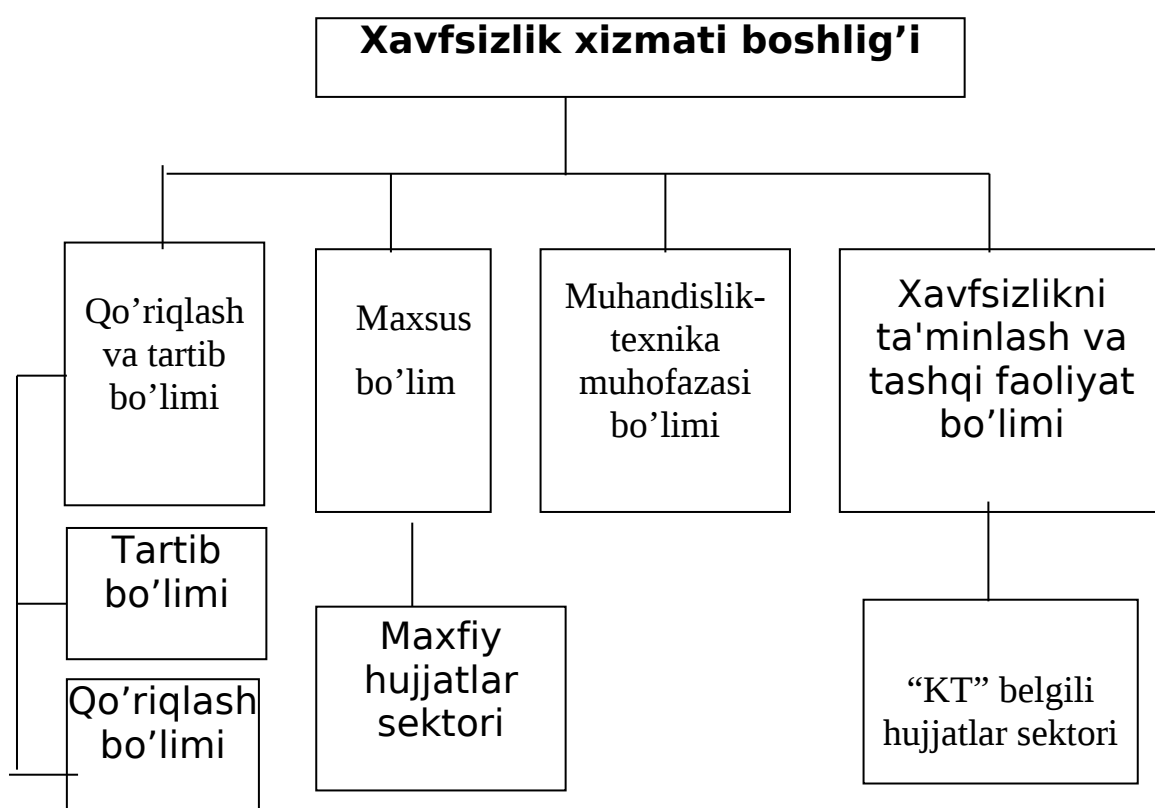 Xavfsizlik xizmati boshlig’i
Qo’riqlash
va tartib
bo’limi
Maxsus
bo’lim
Muhandislik-
texnika
muhofazasi
bo’limi
Xavfsizlikni
ta'minlash va
tashqi faoliyat
bo’limi
Tartib
bo’limi
Qo’riqlash
bo’limi
Maxfiy
hujjatlar
sektori
“KT” belgili
hujjatlar sektori